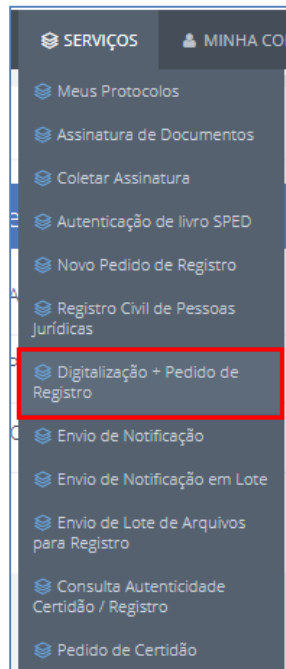 SERVIÇOS
MINHA CO
Meus Protocolos
Assinatura de Documentos
Coletar Assinatura
Autenticação de livro SPED
Novo Pedido de Registro
Registro Civil de Pessoas
Jurídicas
Digitalização + Pedido de
Registro
Envio de Notificação
Envio de Notificação em Lote
Envio de Lote de Arquivos
para Registro
Consulta Autenticidade
Certidão / Registro
Pedido de Certidão